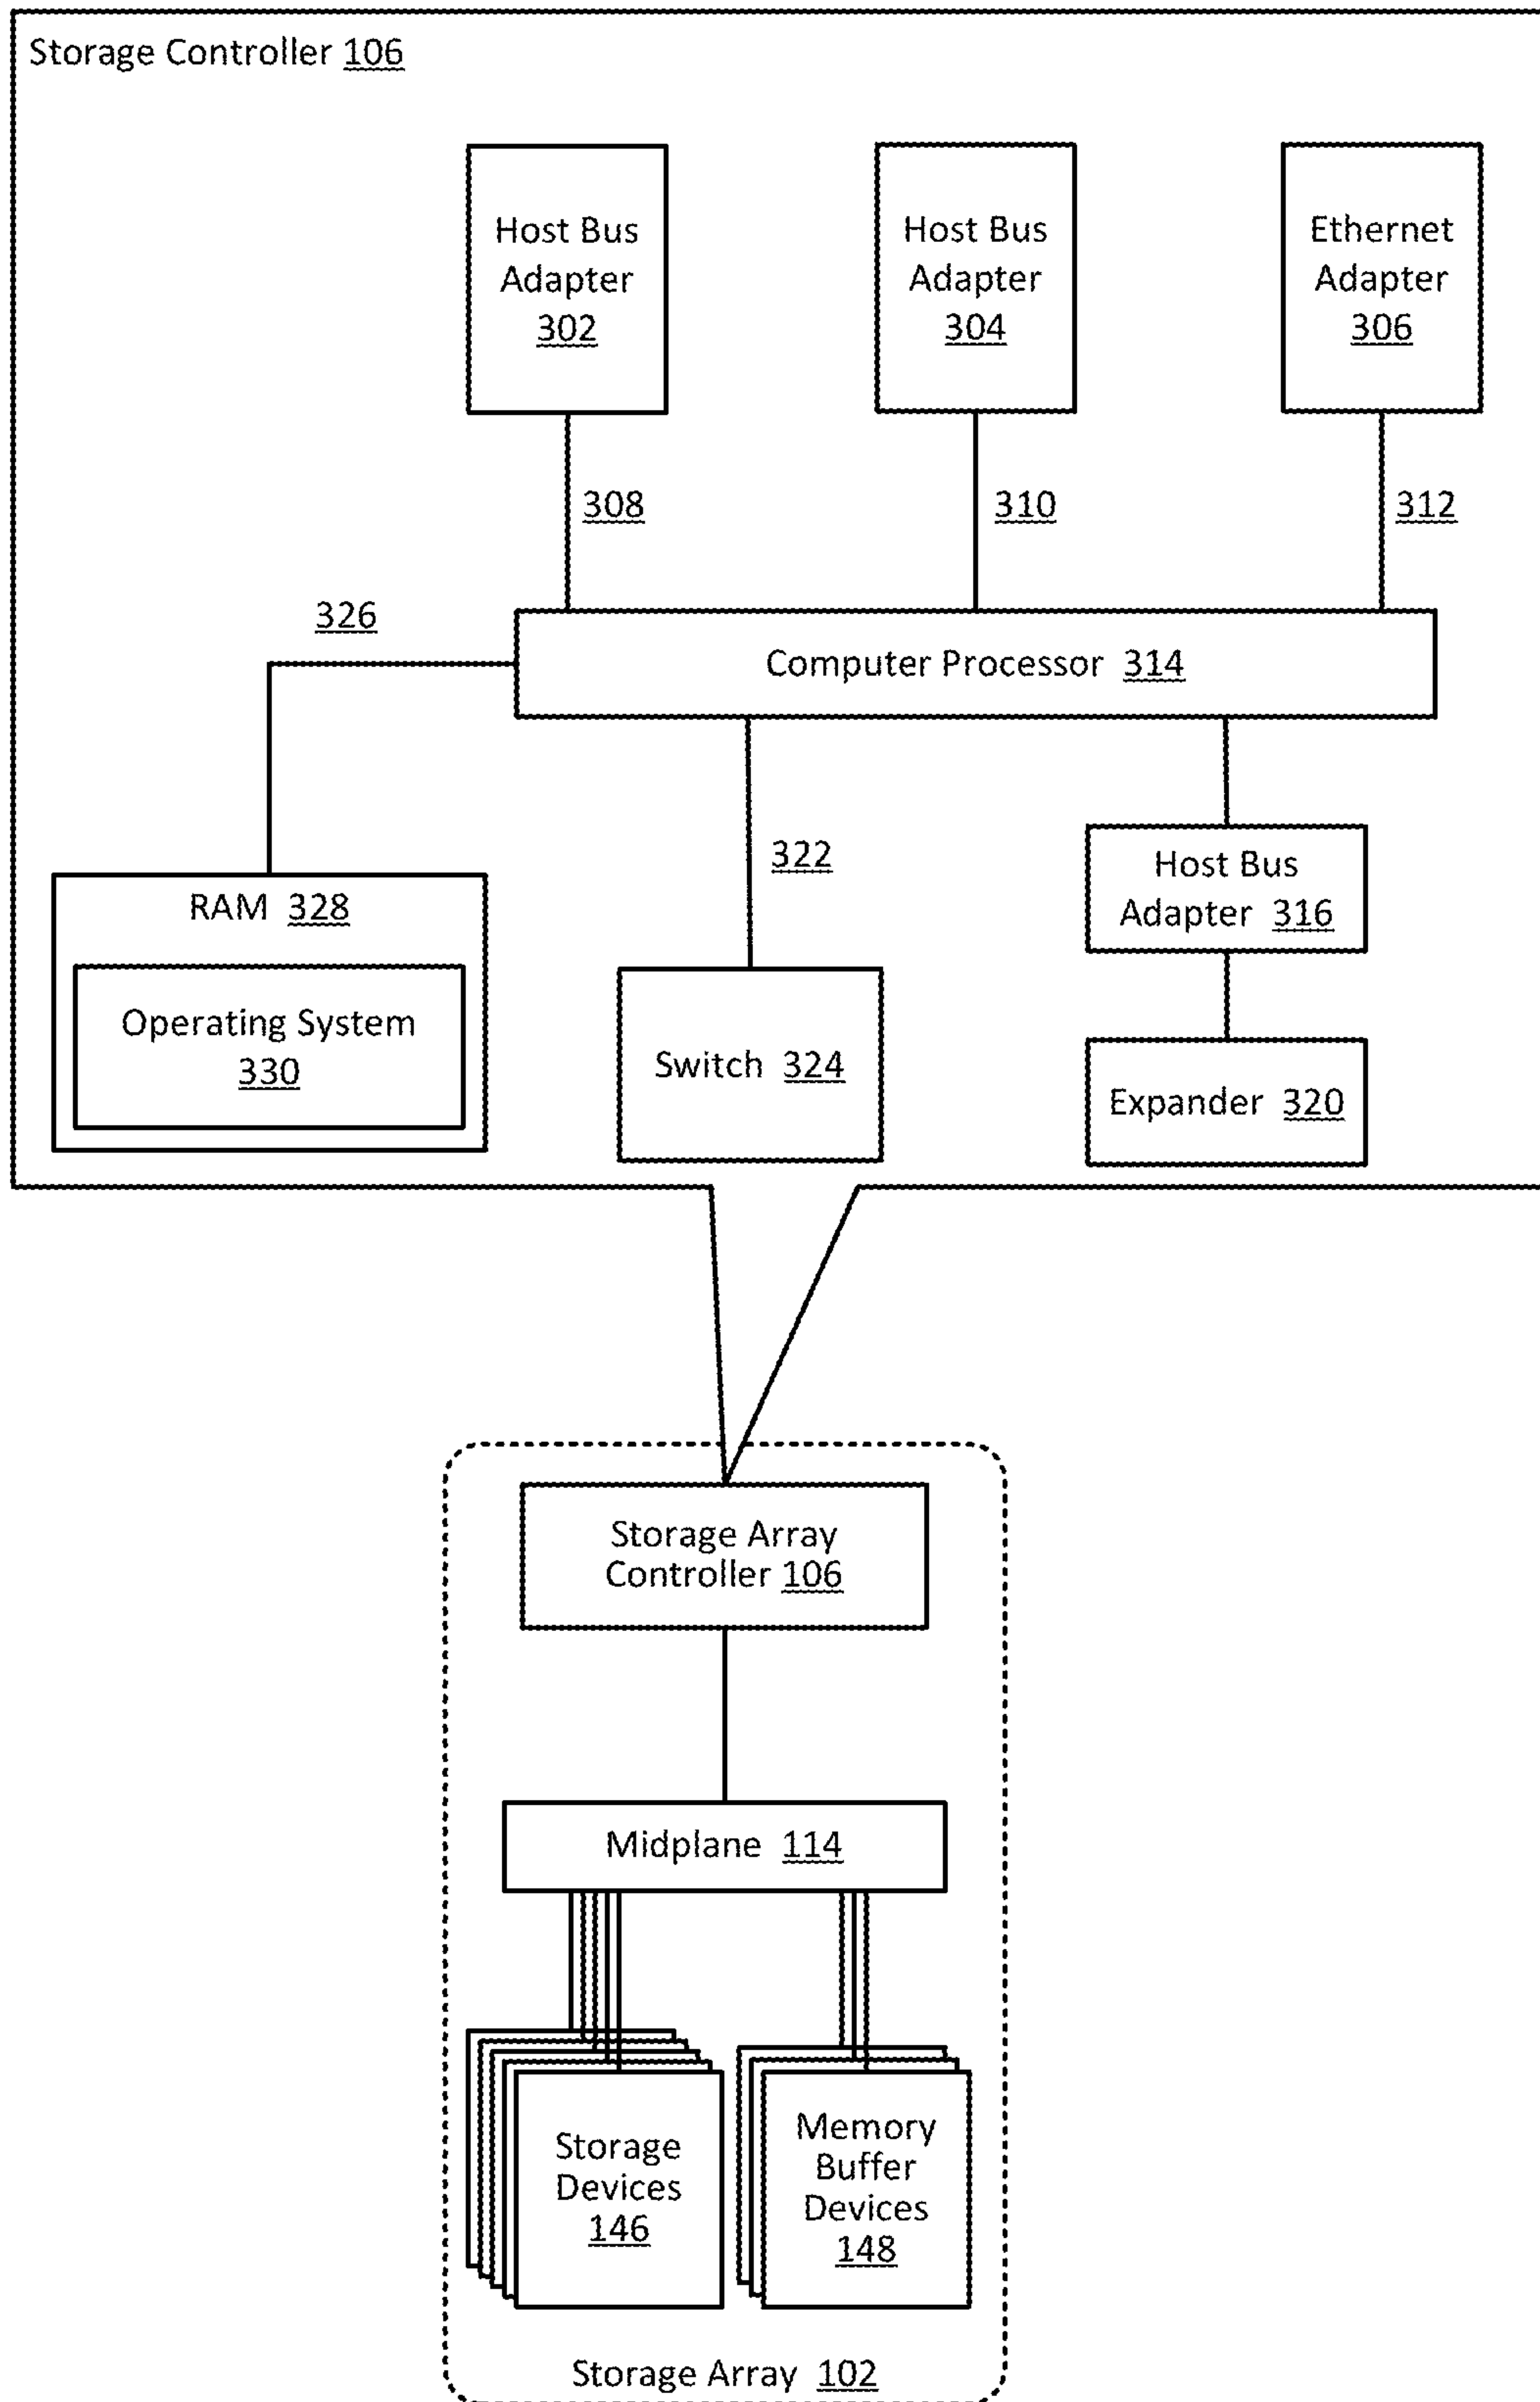 Storage Controller 106
Host Bus
Adapter
302
Host Bus
Adapter
304
Ethernet
Adapter
306
308
310
312
326
Computer Processor 314
322
Host Bus
Adapter 316
RAM 328
Operating System
330
Switch 324
Expander 320
Storage Array
Controller 106
Midplane 114
Storage
Devices
146
Memory
Buffer
Devices
148
Storage Array 102